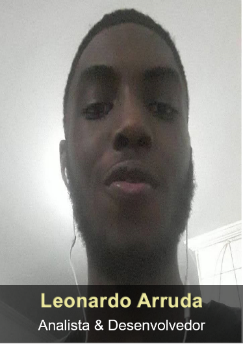 Leonardo Arruda
Analista & Desenvolvedor